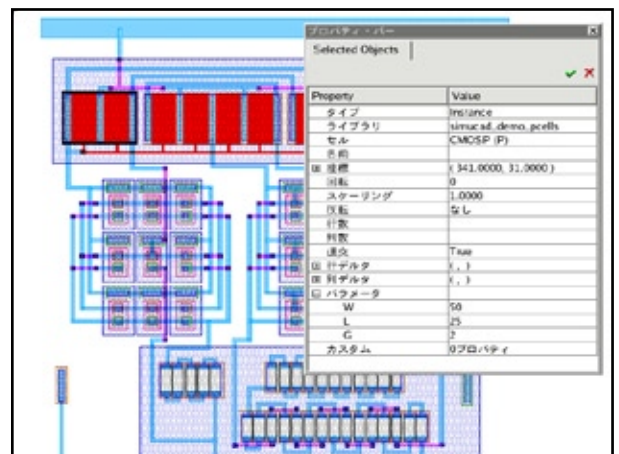 プロパティ・バー
Selected Objects
Property Value
タイプ Instance
ライブラリ simucad_demo_pcells
セル CMOSP (P)
名前
座標 ( 341.0000, 31.0000 )
回転 0
スケーリング 1.0000
反転 なし
行数
列数
直交 True
行デルタ ( , )
列デルタ ( , )
パラメータ
W 50
L 25
G 2
カスタム 0プロパティ